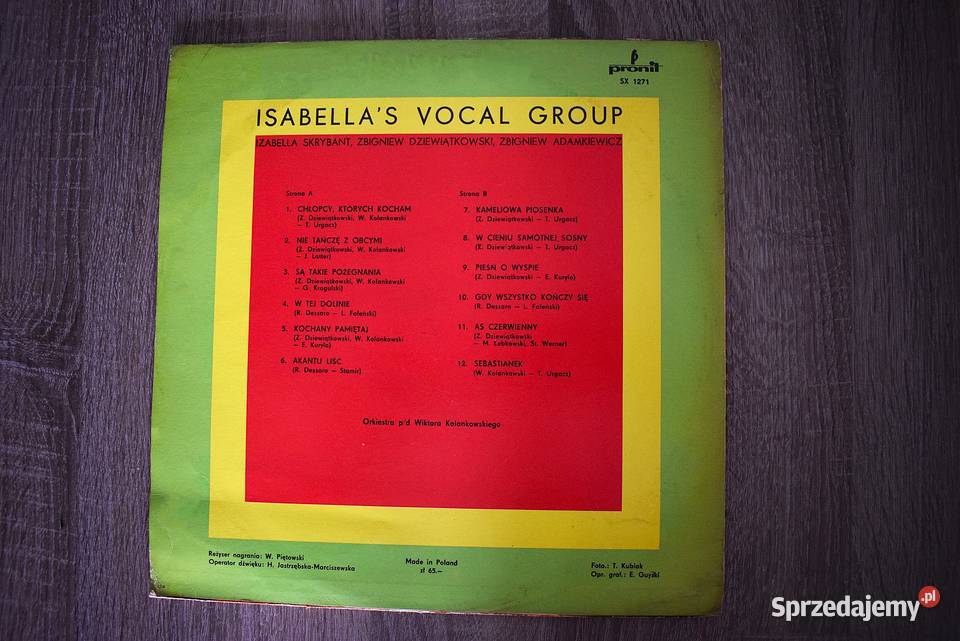 pronit
SX 1271
ISABELLA'S VOCAL GROUP
IZABELLA SKRYBANT, ZBIGNIEW DZIEWIĄTKOWSKI, ZBIGNIEW ADAMKIEWICZ
Strona A
1. CHŁOPCY, KTÓRYCH KOCHAM
(Z. Dziewiątkowski, W. Kolankowski
— T. Urgacz)
2. NIE TAŃCZĘ Z OBCYMI
(Z. Dziewiątkowski, W. Kolankowski
— J. Lotter)
3. SĄ TAKIE POŻEGNANIA
(Z. Dziewiątkowski, W. Kolankowski
— G. Krogulski)
4. W TEJ DOLINIE
(R. Dessaro — L. Foleński)
5. KOCHANY PAMIĘTAJ
(Z. Dziewiątkowski, W. Kolankowski
— E. Kuryło)
6. AKANTU LIŚĆ
(R. Dessaro — Stamir)
Strona B
7. KAMELIOWA PIOSENKA
(Z. Dziewiątkowski — T. Urgacz)
8. W CIENIU SAMOTNEJ SOSNY
(Z. Dziewiątkowski — T. Urgacz)
9. PIEŚŃ O WYSPIE
(Z. Dziewiątkowski — E. Kuryło)
10. GDY WSZYSTKO KOŃCZY SIĘ
(R. Dessaro — L. Foleński)
11. AS CZERWIENNY
(Z. Dziewiątkowski
— M. Łebkowski, St. Werner)
12. SEBASTIANEK
(W. Kolankowski — T. Urgacz)
Orkiestra p/d Wiktora Kolankowskiego
Reżyser nagrania: W. Piętowski
Operator dźwięku: H. Jastrzębska-Marciszewska
Made in Poland
zł 65.—
Foto.: T. Kubiak
Opr. graf.: E. Guyški
Sprzedajemy.pl